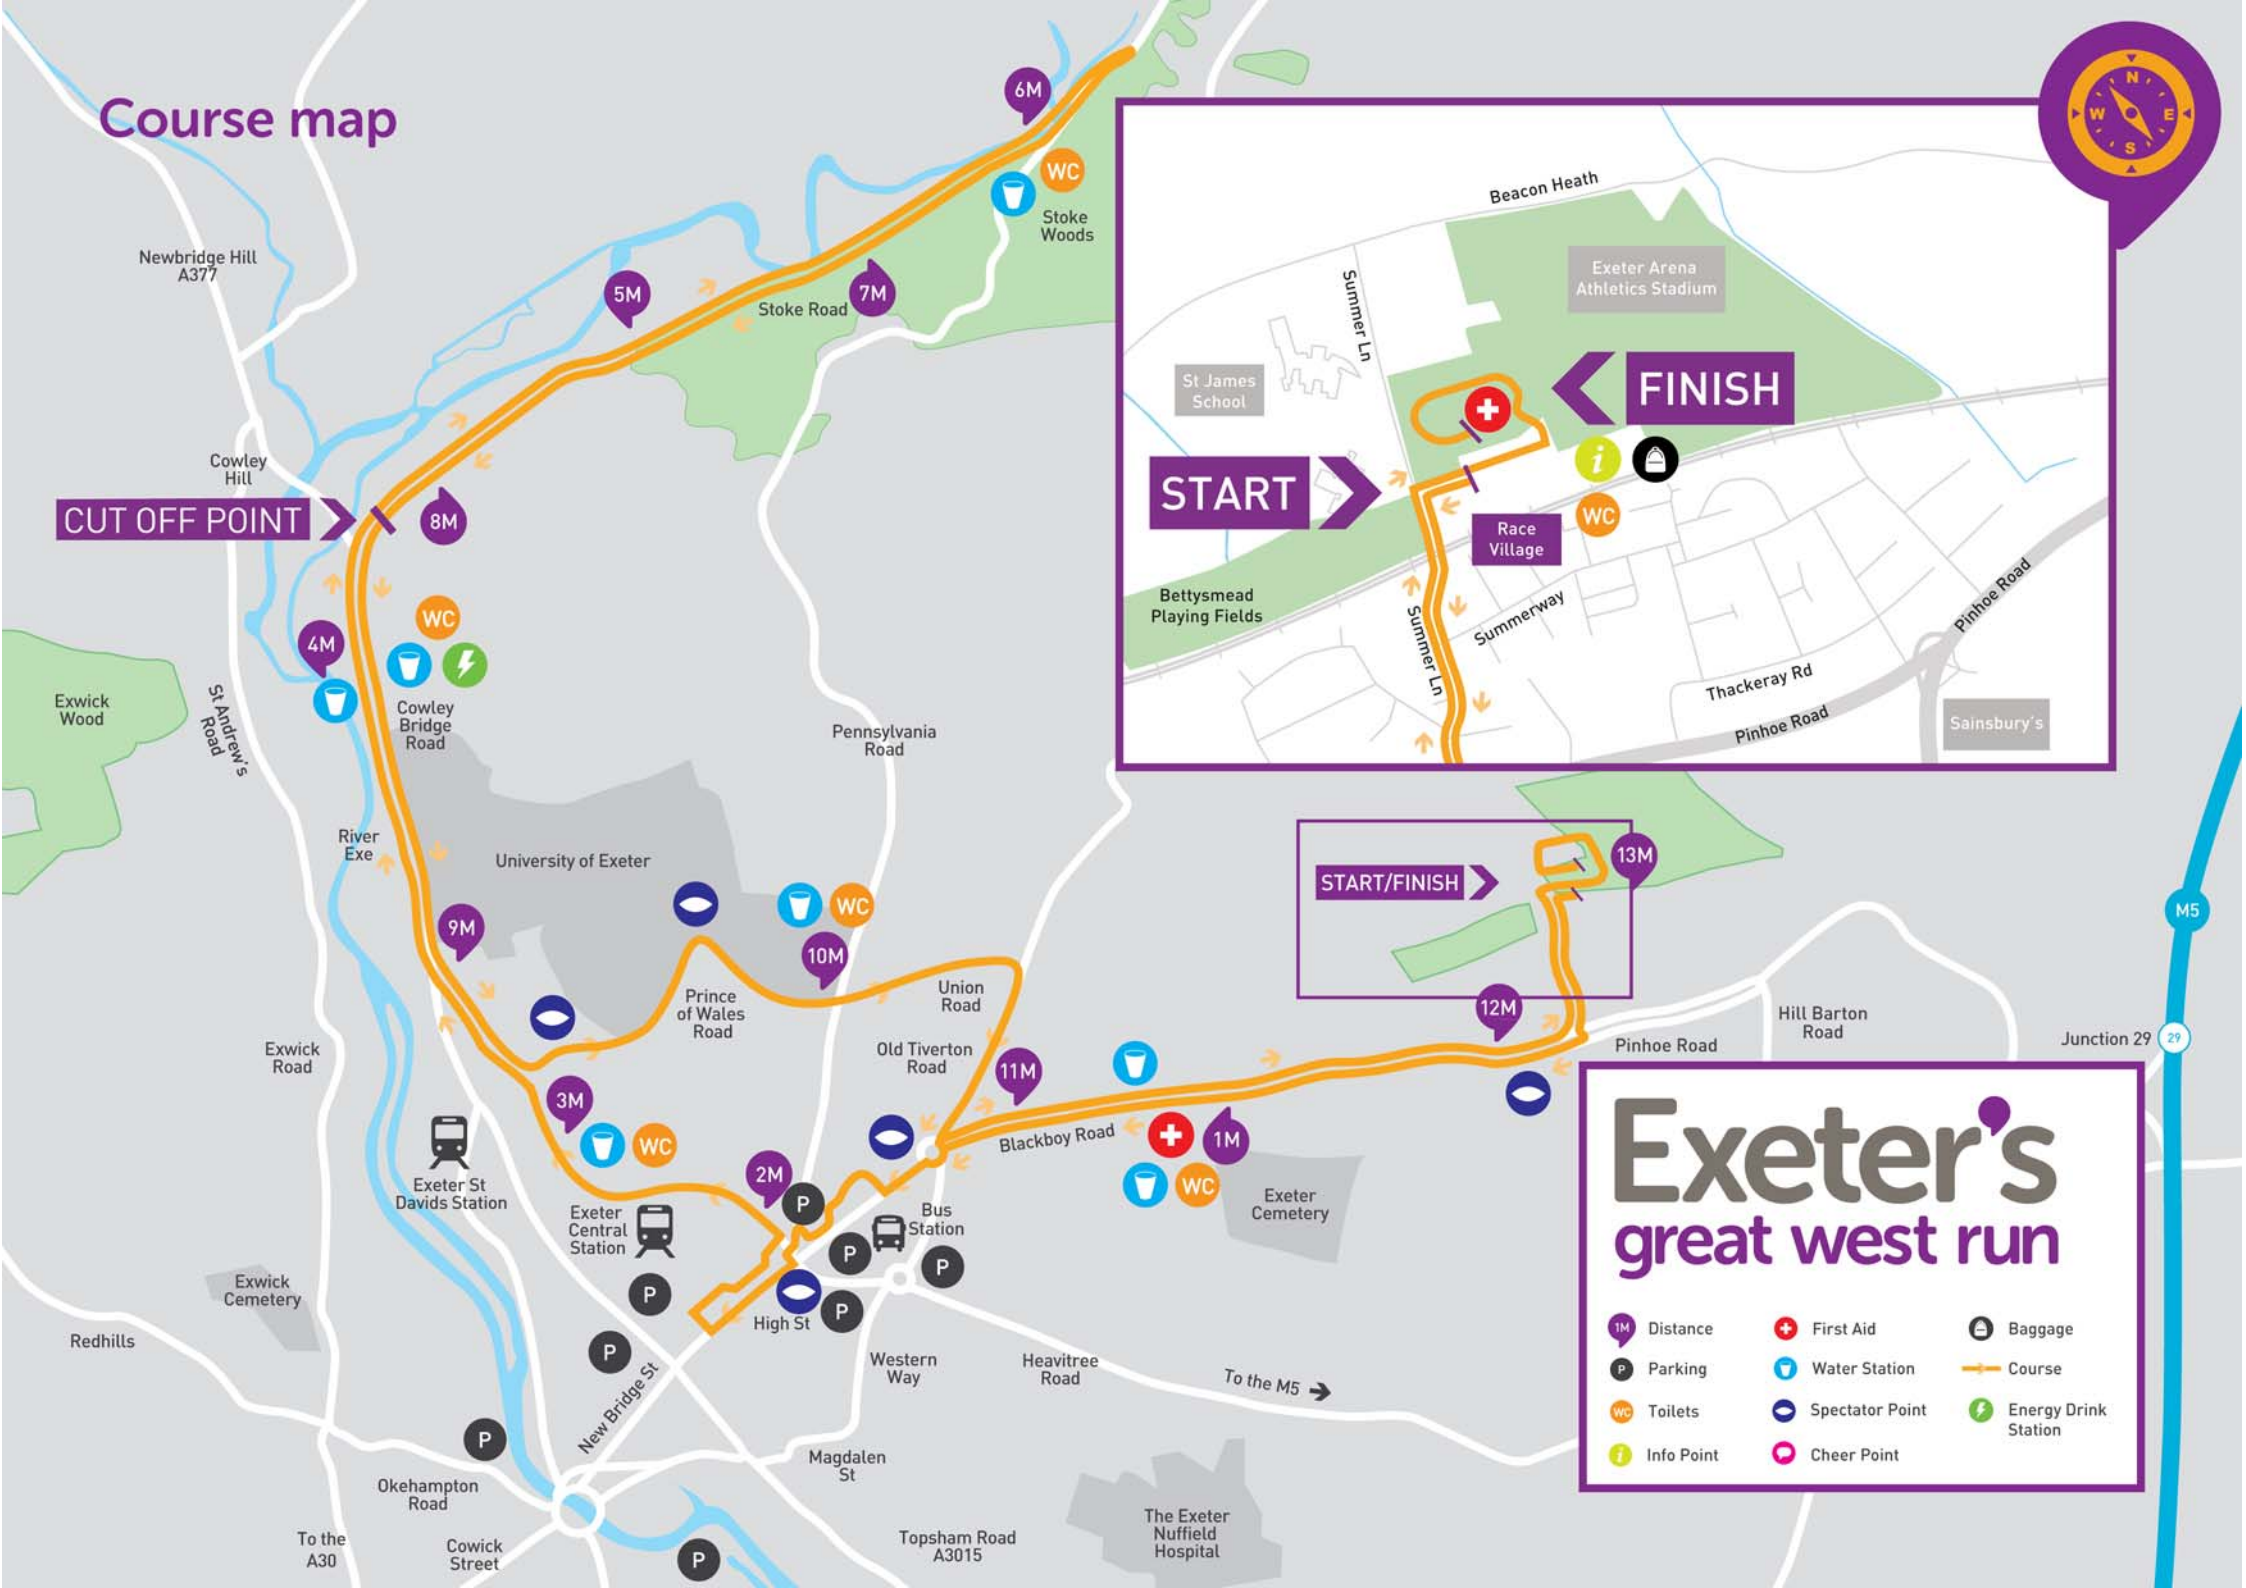 Course map
6M
WC
Stoke
Woods
Newbridge Hill
A377
5M
7M
Stoke Road
Cowley
Hill
CUT OFF POINT
8M
WC
4M
Cowley
Bridge
Road
Exwick
Wood
St Andrew's
Road
Pennsylvania
Road
River
Exe
University of Exeter
WC
9M
10M
Prince
of Wales
Road
Union
Road
Exwick
Road
Old Tiverton
Road
11M
3M
WC
Blackboy Road
1M
WC
2M
P
Exeter St
Davids Station
Exeter
Central
Station
Bus
Station
P
P
P
P
High St
Exeter
Cemetery
Exwick
Cemetery
Redhills
P
New Bridge St
Western
Way
Heavitree
Road
To the M5
P
Okehampton
Road
Magdalen
St
To the
A30
Cowick
Street
P
Topsham Road
A3015
The Exeter
Nuffield
Hospital
N
W
E
S
Beacon Heath
Summer Ln
Exeter Arena
Athletics Stadium
St James
School
FINISH
START
i
WC
Race
Village
Bettysmead
Playing Fields
Summer Ln
Summerway
Pinhoe Road
Thackeray Rd
Pinhoe Road
Sainsbury's
START/FINISH
13M
12M
M5
Hill Barton
Road
Pinhoe Road
Junction 29
29
Exeter's
great west run
1M Distance
First Aid
Baggage
P Parking
Water Station
Course
WC Toilets
Spectator Point
Energy Drink
Station
i Info Point
Cheer Point